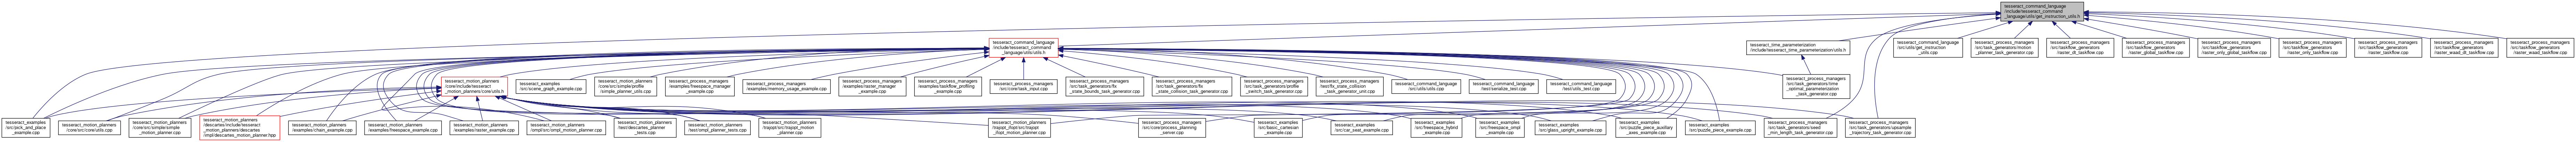 tesseract_command_language
/include/tesseract_command
_language/utils/get_instruction_utils.h
tesseract_command_language
/include/tesseract_command
_language/utils/utils.h
tesseract_time_parameterization
/include/tesseract_time_parameterization/utils.h
tesseract_command_language
/src/utils/get_instruction
_utils.cpp
tesseract_process_managers
/src/task_generators/motion
_planner_task_generator.cpp
tesseract_process_managers
/src/taskflow_generators
/raster_dt_taskflow.cpp
tesseract_process_managers
/src/taskflow_generators
/raster_global_taskflow.cpp
tesseract_process_managers
/src/taskflow_generators
/raster_only_global_taskflow.cpp
tesseract_process_managers
/src/taskflow_generators
/raster_only_taskflow.cpp
tesseract_process_managers
/src/taskflow_generators
/raster_taskflow.cpp
tesseract_process_managers
/src/taskflow_generators
/raster_waad_dt_taskflow.cpp
tesseract_process_managers
/src/taskflow_generators
/raster_waad_taskflow.cpp
tesseract_motion_planners
/core/include/tesseract
_motion_planners/core/utils.h
tesseract_examples
/src/scene_graph_example.cpp
tesseract_motion_planners
/core/src/simple/profile
/simple_planner_utils.cpp
tesseract_process_managers
/examples/freespace_manager
_example.cpp
tesseract_process_managers
/examples/memory_usage_example.cpp
tesseract_process_managers
/examples/raster_manager
_example.cpp
tesseract_process_managers
/examples/taskflow_profiling
_example.cpp
tesseract_process_managers
/src/core/task_input.cpp
tesseract_process_managers
/src/task_generators/fix
_state_bounds_task_generator.cpp
tesseract_process_managers
/src/task_generators/fix
_state_collision_task_generator.cpp
tesseract_process_managers
/src/task_generators/profile
_switch_task_generator.cpp
tesseract_process_managers
/test/fix_state_collision
_task_generator_unit.cpp
tesseract_command_language
/src/utils/utils.cpp
tesseract_command_language
/test/serialize_test.cpp
tesseract_command_language
/test/utils_test.cpp
tesseract_process_managers
/src/task_generators/time
_optimal_parameterization
_task_generator.cpp
tesseract_examples
/src/pick_and_place
_example.cpp
tesseract_motion_planners
/core/src/core/utils.cpp
tesseract_motion_planners
/core/src/simple/simple
_motion_planner.cpp
tesseract_motion_planners
/descartes/include/tesseract
_motion_planners/descartes
/impl/descartes_motion_planner.hpp
tesseract_motion_planners
/examples/chain_example.cpp
tesseract_motion_planners
/examples/freespace_example.cpp
tesseract_motion_planners
/examples/raster_example.cpp
tesseract_motion_planners
/ompl/src/ompl_motion_planner.cpp
tesseract_motion_planners
/test/descartes_planner
_tests.cpp
tesseract_motion_planners
/test/ompl_planner_tests.cpp
tesseract_motion_planners
/trajopt/src/trajopt_motion
_planner.cpp
tesseract_motion_planners
/trajopt_ifopt/src/trajopt
_ifopt_motion_planner.cpp
tesseract_process_managers
/src/core/process_planning
_server.cpp
tesseract_examples
/src/basic_cartesian
_example.cpp
tesseract_examples
/src/car_seat_example.cpp
tesseract_examples
/src/freespace_hybrid
_example.cpp
tesseract_examples
/src/freespace_ompl
_example.cpp
tesseract_examples
/src/glass_upright_example.cpp
tesseract_examples
/src/puzzle_piece_auxillary
_axes_example.cpp
tesseract_examples
/src/puzzle_piece_example.cpp
tesseract_process_managers
/src/task_generators/seed
_min_length_task_generator.cpp
tesseract_process_managers
/src/task_generators/upsample
_trajectory_task_generator.cpp